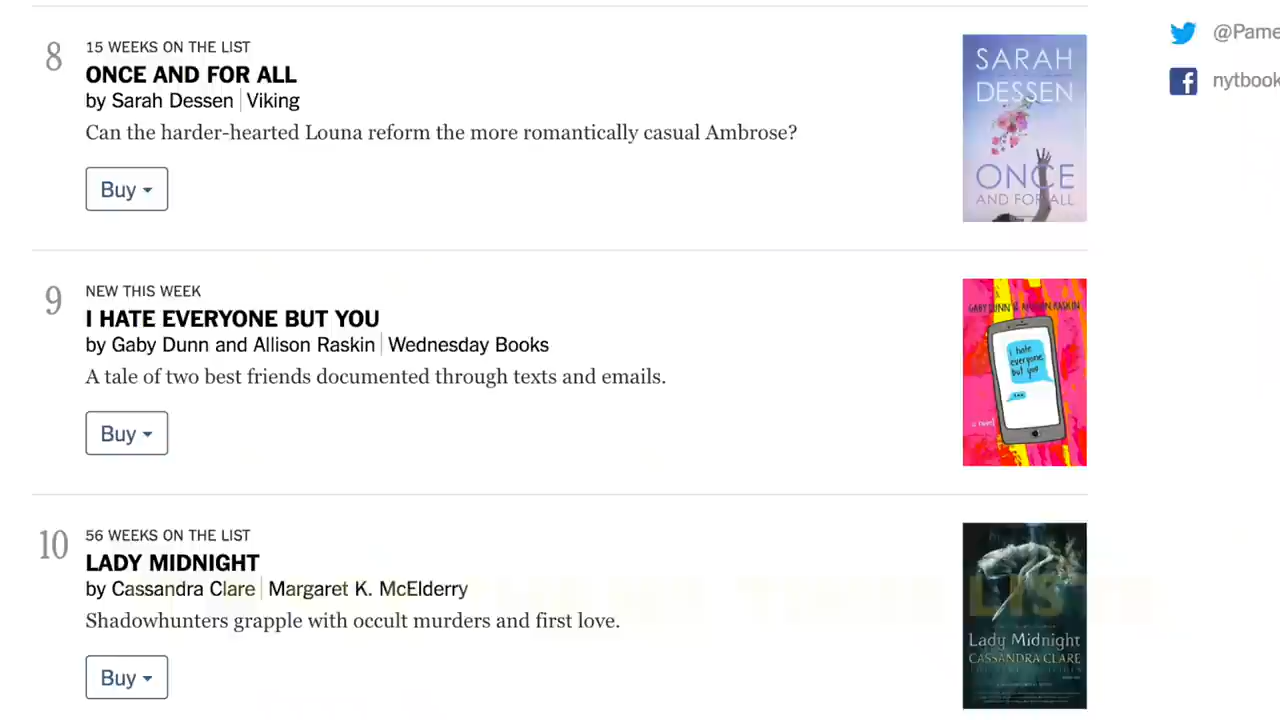 8
15 WEEKS ON THE LIST
ONCE AND FOR ALL
by Sarah Dessen | Viking
Can the harder-hearted Louna reform the more romantically casual Ambrose?
Buy
SARAH
DESSEN
ONCE
AND FOR ALL
@Pame
nytbook
9
NEW THIS WEEK
I HATE EVERYONE BUT YOU
by Gaby Dunn and Allison Raskin | Wednesday Books
A tale of two best friends documented through texts and emails.
Buy
GABY DUNN & ALLISON RASKIN
i hate
everyone
but you
a novel
10
56 WEEKS ON THE LIST
LADY MIDNIGHT
by Cassandra Clare | Margaret K. McElderry
Shadowhunters grapple with occult murders and first love.
Buy
Lady Midnight
CASSANDRA CLARE